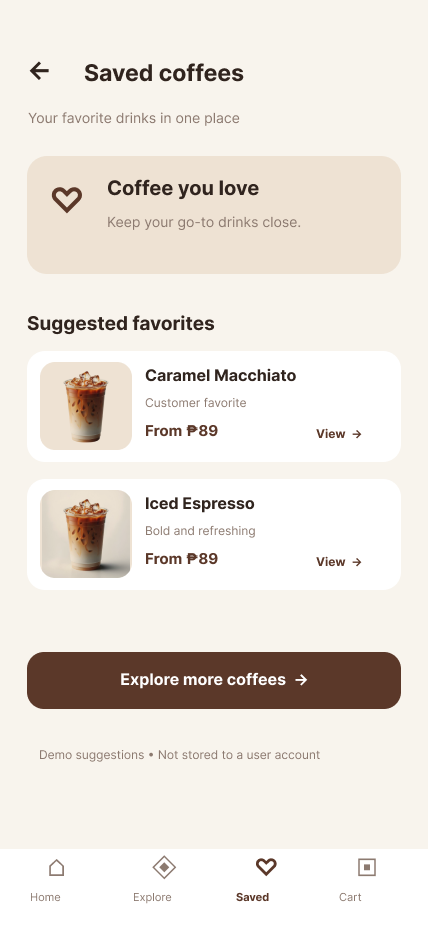 Saved coffees
Your favorite drinks in one place
Coffee you love
Keep your go-to drinks close.
Suggested favorites
Caramel Macchiato
Customer favorite
From ₱89
View →
Iced Espresso
Bold and refreshing
From ₱89
View →
Explore more coffees →
Demo suggestions • Not stored to a user account
Home Explore Saved Cart